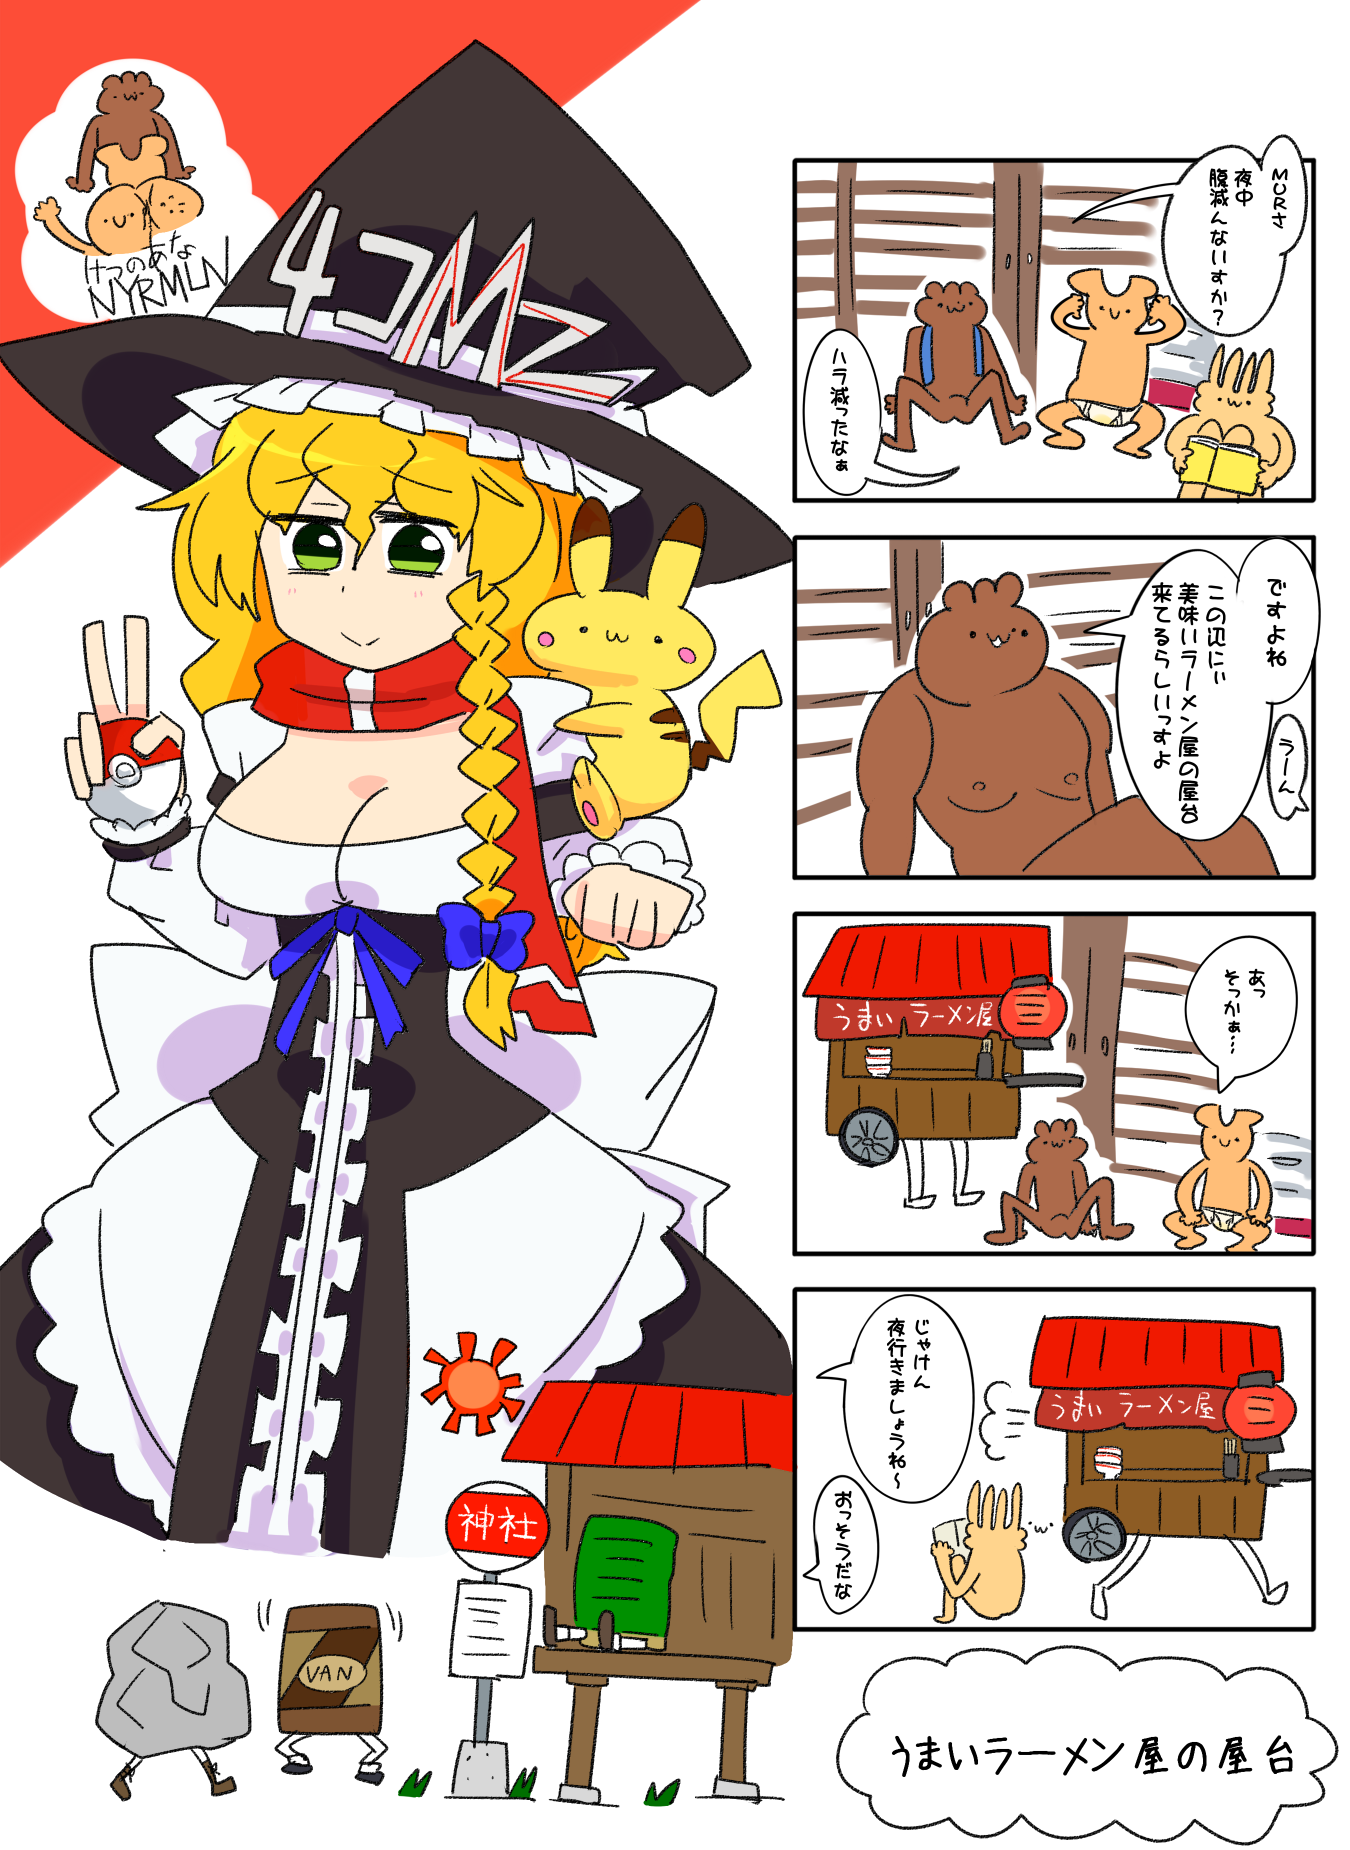 4コMZ
けつのあな
NYRMLN
MURさ
夜中
腹減んないすか？
ハラ減ったなぁ
ですよね
この辺にぃ
美味いラーメン屋の屋台
来てるらしいっすよ
うーん
うまい ラーメン屋
あっ
そっかぁ…
うまい ラーメン屋
じゃけん
夜行きましょうね～
おっそうだな
うまいラーメン屋の屋台
神社
VAN